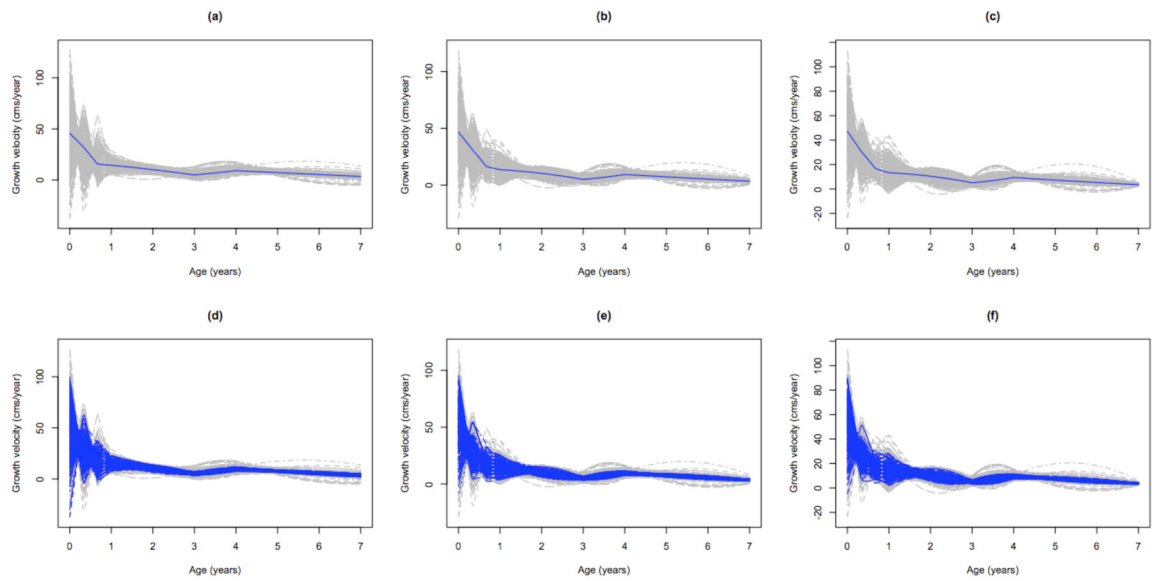 (a)
(b)
(c)
Growth velocity (cms/year)
100
50
0
0 1 2 3 4 5 6 7
Age (years)
Growth velocity (cms/year)
100
50
0
0 1 2 3 4 5 6 7
Age (years)
Growth velocity (cms/year)
100
80
60
40
20
0
-20
0 1 2 3 4 5 6 7
Age (years)
(d)
(e)
(f)
Growth velocity (cms/year)
100
50
0
0 1 2 3 4 5 6 7
Age (years)
Growth velocity (cms/year)
100
50
0
0 1 2 3 4 5 6 7
Age (years)
Growth velocity (cms/year)
100
80
60
40
20
0
-20
0 1 2 3 4 5 6 7
Age (years)